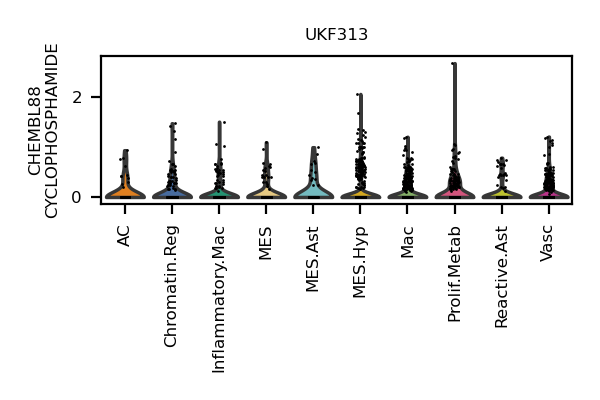 UKF313
CHEMBL88
CYCLOPHOSPHAMIDE
2
0
AC
Chromatin.Reg
Inflammatory.Mac
MES
MES.Ast
MES.Hyp
Mac
Prolif.Metab
Reactive.Ast
Vasc